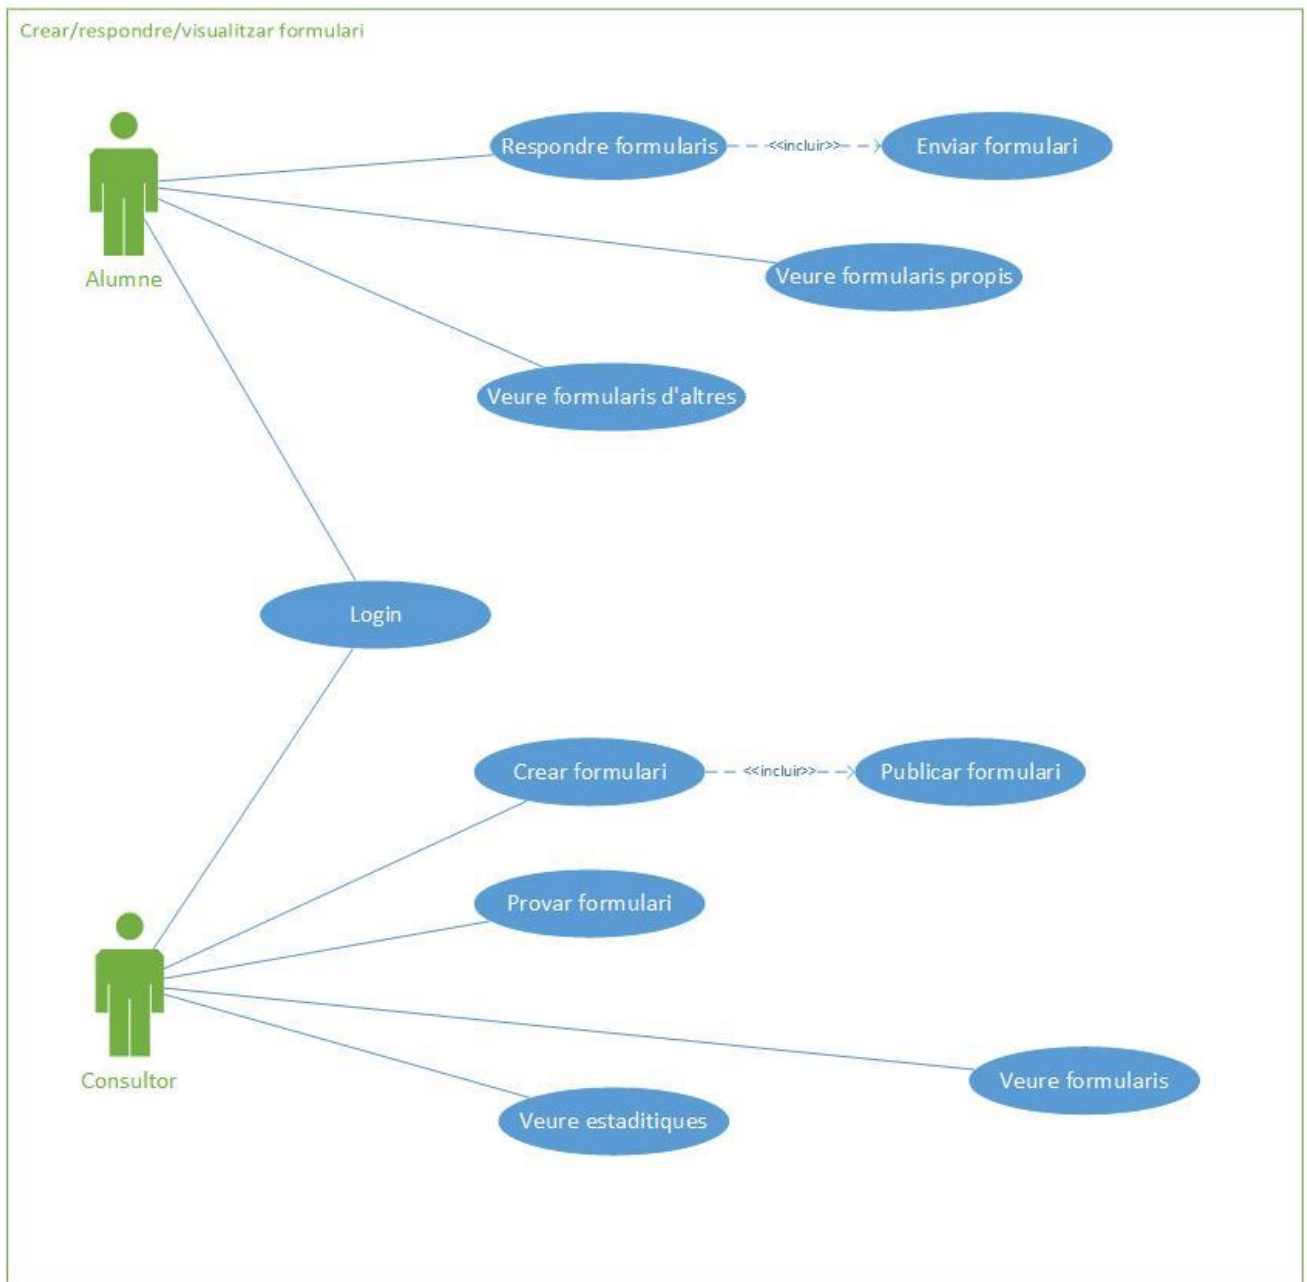 Crear/respondre/visualitzar formulari
Respondre formularis
<<incluir>>
Enviar formulari
Alumne
Veure formularis propis
Veure formularis d'altres
Login
Crear formulari
<<incluir>>
Publicar formulari
Provar formulari
Consultor
Veure formularis
Veure estaditiques